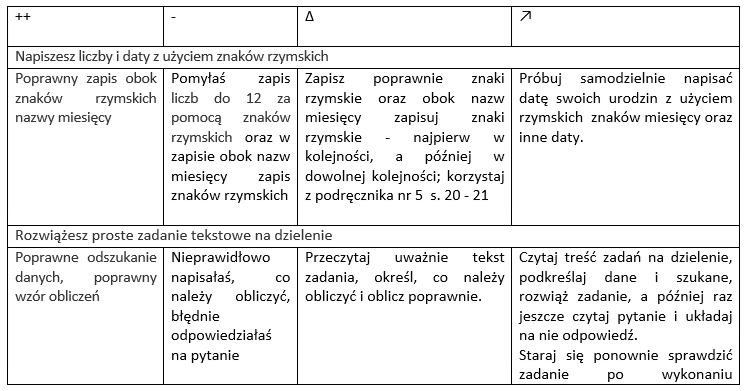 ++ - Δ ↗
Napiszesz liczby i daty z użyciem znaków rzymskich
Poprawny zapis obok
znaków rzymskich
nazwy miesięcy
Pomyłaś zapis
liczb do 12 za
pomocą znaków
rzymskich oraz w
zapisie obok nazw
miesięcy zapis
znaków rzymskich
Zapisz poprawnie znaki
rzymskie oraz obok nazw
miesięcy zapisuj znaki
rzymskie - najpierw w
kolejności, a później w
dowolnej kolejności; korzystaj
z podręcznika nr 5 s. 20 - 21
Próbuj samodzielnie napisać
datę swoich urodzin z użyciem
rzymskich znaków miesięcy oraz
inne daty.
Rozwiążesz proste zadanie tekstowe na dzielenie
Poprawne odszukanie
danych, poprawny
wzór obliczeń
Nieprawidłowo
napisałaś, co
należy obliczyć,
błędnie
odpowiedziałaś
na pytanie
Przeczytaj uważnie tekst
zadania, określ, co należy
obliczyć i oblicz poprawnie.
Czytaj treść zadań na dzielenie,
podkreślaj dane i szukane,
rozwiąż zadanie, a później raz
jeszcze czytaj pytanie i układaj
na nie odpowiedź.
Staraj się ponownie sprawdzić
zadanie po wykonaniu